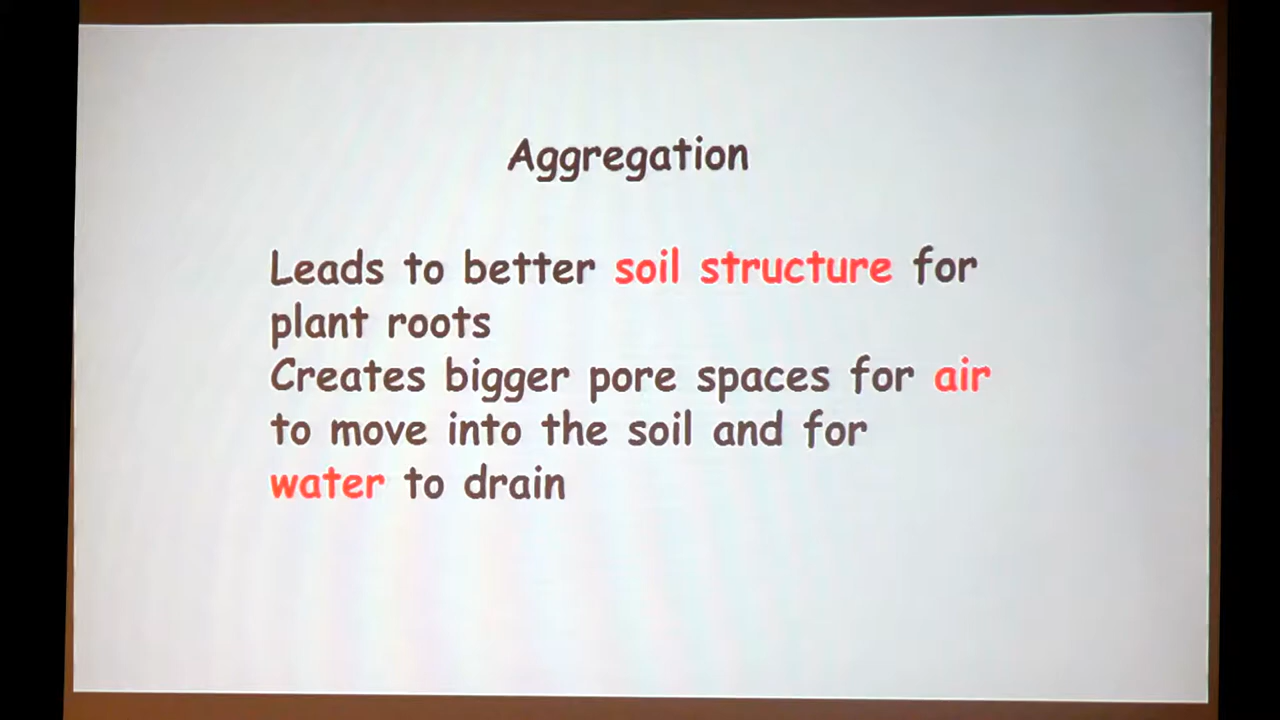 Aggregation
Leads to better soil structure for
plant roots
Creates bigger pore spaces for air
to move into the soil and for
water to drain